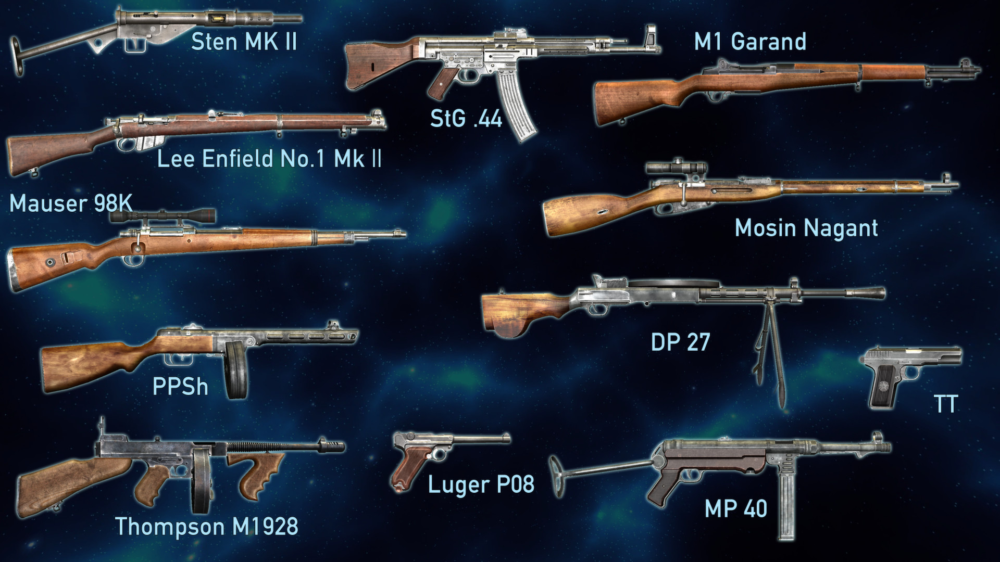 Sten MK II
M1 Garand
StG .44
Lee Enfield No.1 Mk II
Mauser 98K
Mosin Nagant
DP 27
PPSh
TT
Luger P08
MP 40
Thompson M1928